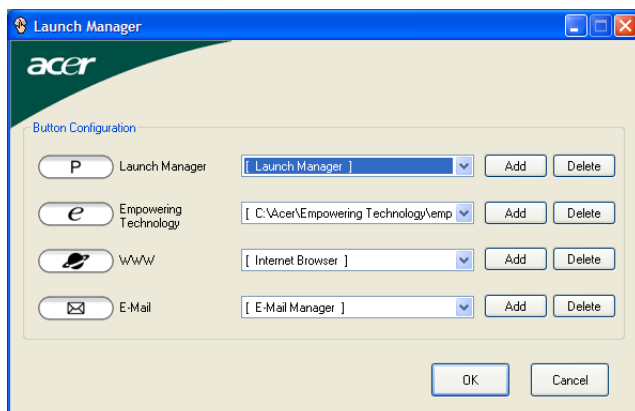 Launch Manager
acer
Button Configuration
P Launch Manager [ Launch Manager ] Add Delete
e Empowering Technology [ C:\Acer\Empowering Technology\emp Add Delete
WWW [ Internet Browser ] Add Delete
E-Mail [ E-Mail Manager ] Add Delete
OK Cancel